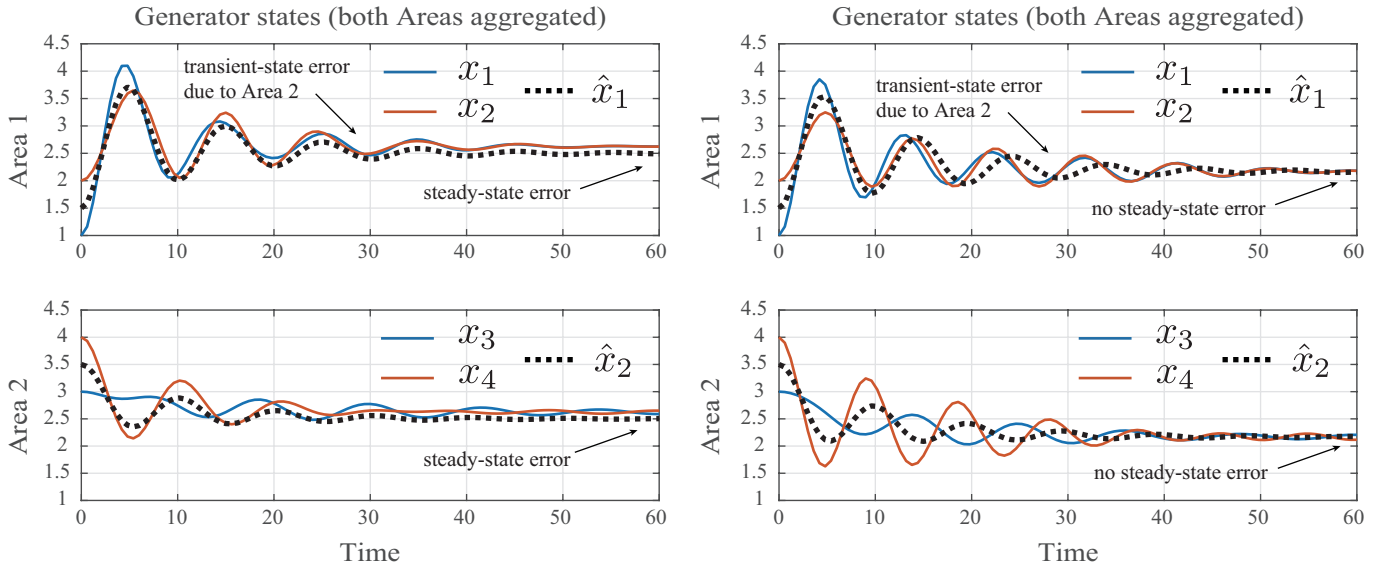 Generator states (both Areas aggregated)
4.5
4
3.5
3
2.5
2
1.5
1
Area 1
transient-state error
due to Area 2
x1
x2
x̂1
steady-state error
0 10 20 30 40 50 60
4.5
4
3.5
3
2.5
2
1.5
1
Area 2
x3
x4
x̂2
steady-state error
0 10 20 30 40 50 60
Time
Generator states (both Areas aggregated)
4.5
4
3.5
3
2.5
2
1.5
1
Area 1
transient-state error
due to Area 2
x1
x2
x̂1
no steady-state error
0 10 20 30 40 50 60
4.5
4
3.5
3
2.5
2
1.5
1
Area 2
x3
x4
x̂2
no steady-state error
0 10 20 30 40 50 60
Time